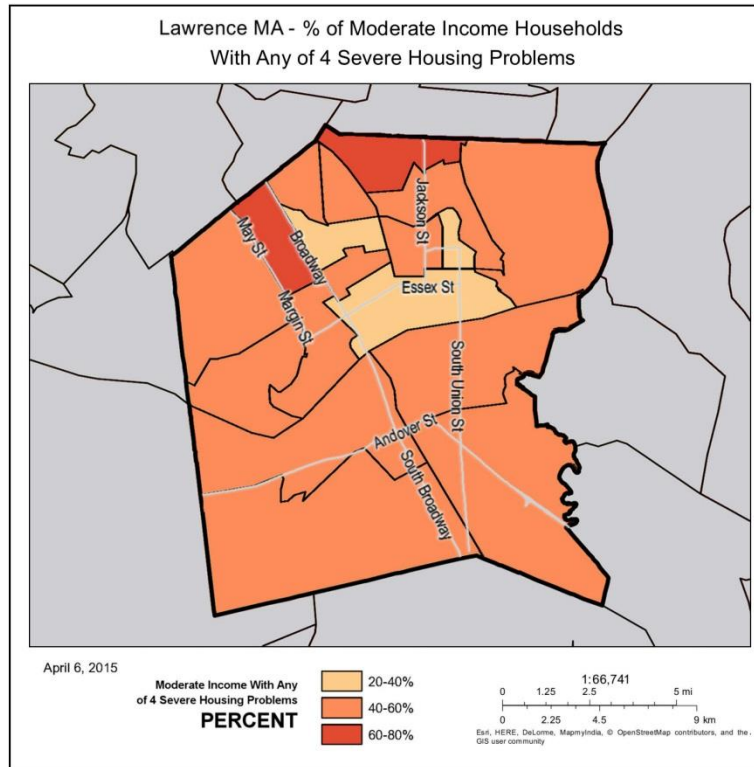 Lawrence MA - % of Moderate Income Households
With Any of 4 Severe Housing Problems
Jackson St
May St
Broadway
Essex St
Margin St
South Union St
Andover St
South Broadway
April 6, 2015
Moderate Income With Any
of 4 Severe Housing Problems
PERCENT
20-40%
40-60%
60-80%
1:66,741
0 1.25 2.5 5 mi
0 2.25 4.5 9 km
Esri, HERE, DeLorme, MapmyIndia, © OpenStreetMap contributors, and the
GIS user community